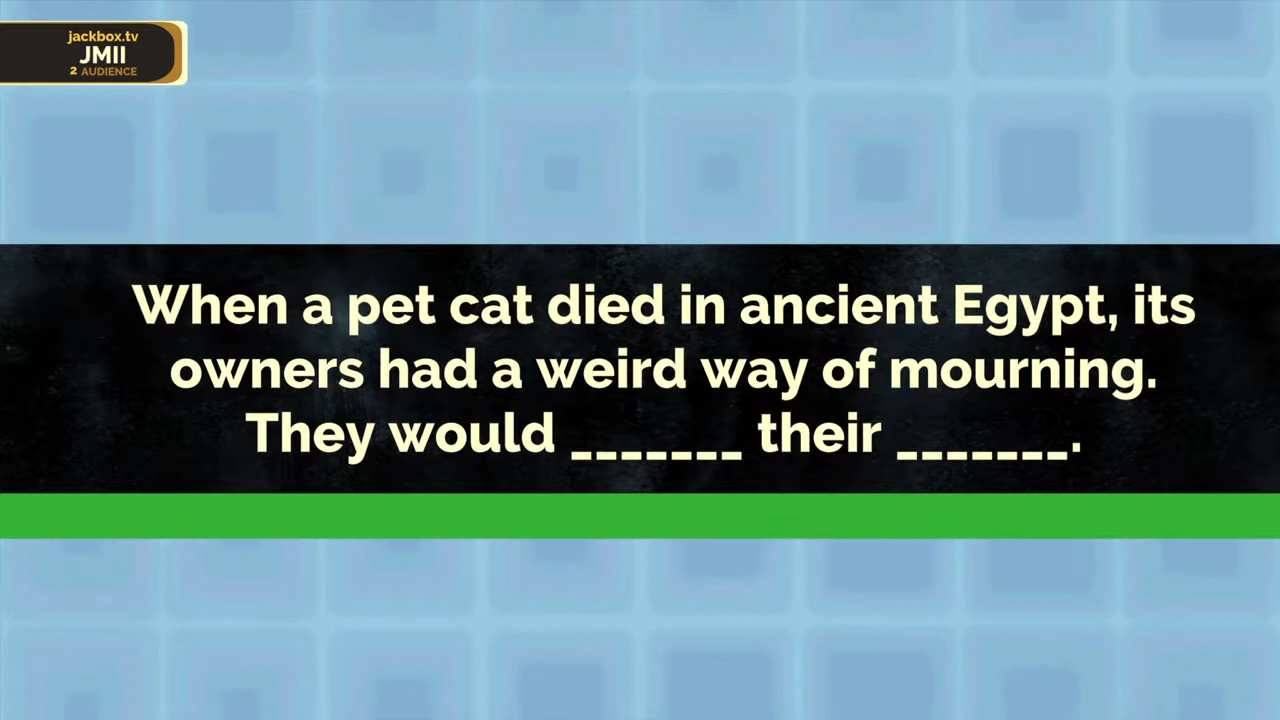 jackbox.tv
JMII
2 AUDIENCE
When a pet cat died in ancient Egypt, its
owners had a weird way of mourning.
They would _______ their _______.